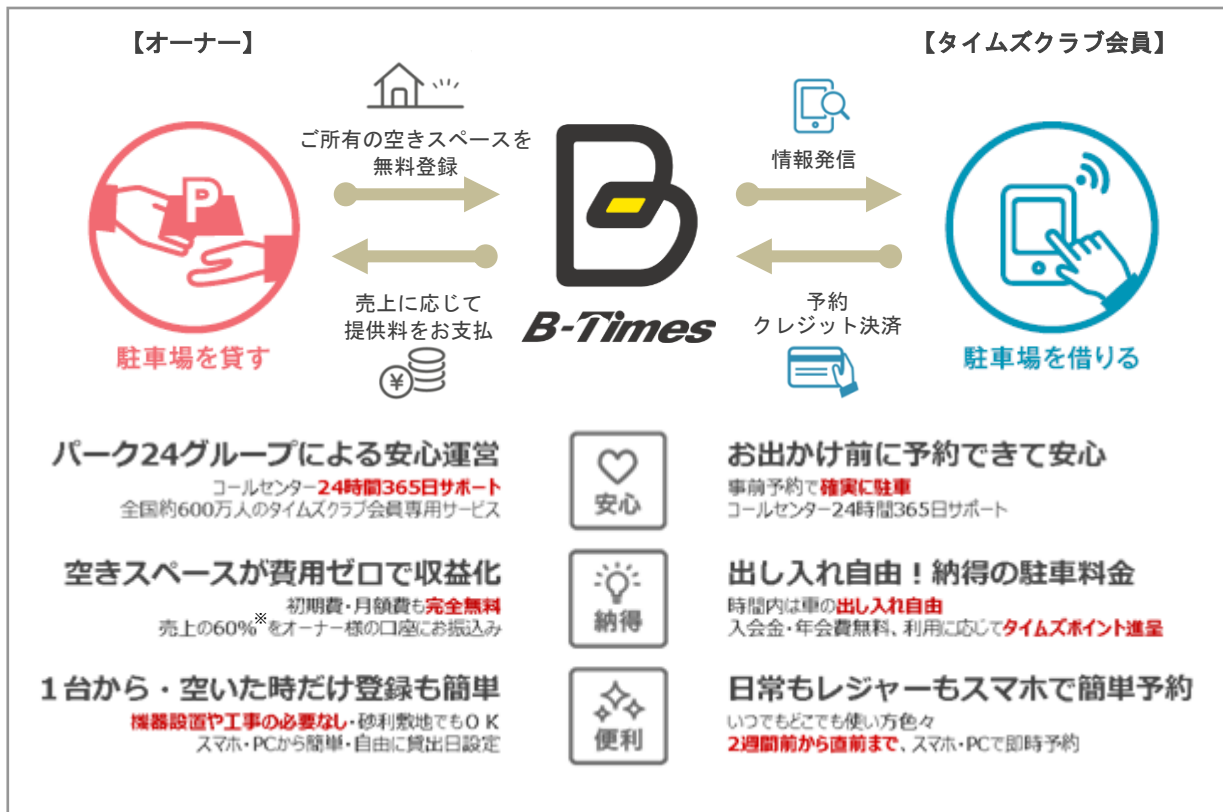 【オーナー】
【タイムズクラブ会員】
ご所有の空きスペースを
無料登録
情報発信
P
B
売上に応じて
提供料をお支払
¥
B-Times
予約
クレジット決済
駐車場を貸す
駐車場を借りる
パーク24グループによる安心運営
コールセンター24時間365日サポート
全国約600万人のタイムズクラブ会員専用サービス
安心
お出かけ前に予約できて安心
事前予約で確実に駐車
コールセンター24時間365日サポート
空きスペースが費用ゼロで収益化
初期費・月額費も完全無料
売上の60%※をオーナー様の口座にお振込み
納得
出し入れ自由！納得の駐車料金
時間内は車の出し入れ自由
入会金・年会費無料、利用に応じてタイムズポイント進呈
1台から・空いた時だけ登録も簡単
機器設置や工事の必要なし・砂利敷地でもＯＫ
スマホ・PCから簡単・自由に貸出日設定
便利
日常もレジャーもスマホで簡単予約
いつでもどこでも使い方色々
2週間前から直前まで、スマホ・PCで即時予約